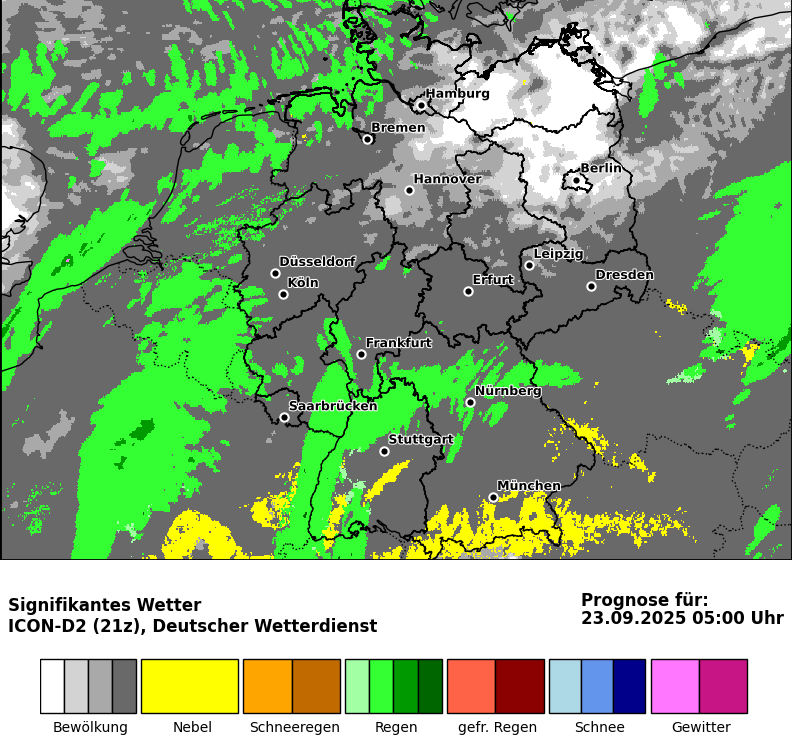 Hamburg
Bremen
Berlin
Hannover
Leipzig
Düsseldorf
Köln
Erfurt
Dresden
Frankfurt
Nürnberg
Saarbrücken
Stuttgart
München
Signifikantes Wetter
ICON-D2 (21z), Deutscher Wetterdienst
Prognose für:
23.09.2025 05:00 Uhr
Bewölkung Nebel Schneeregen Regen gefr. Regen Schnee Gewitter